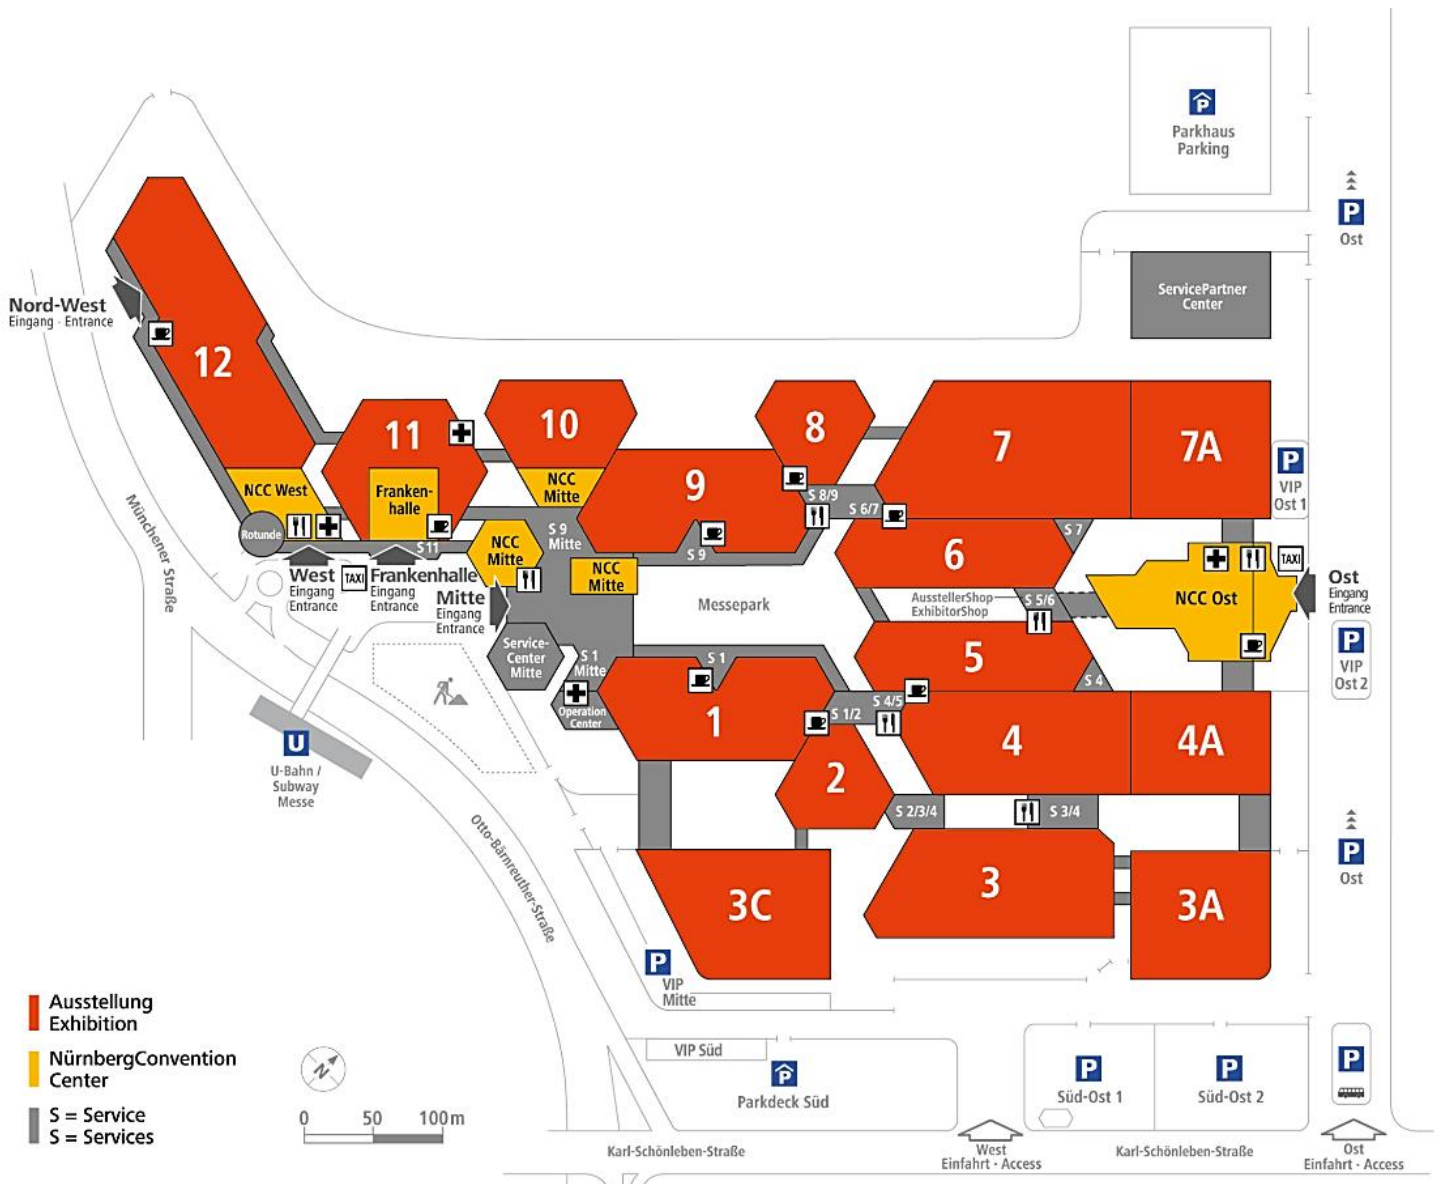 P
Parkhaus
Parking
P
Ost
ServicePartner
Center
Nord-West
Eingang · Entrance
12
11
10
9
8
7
7A
P
VIP
Ost 1
NCC West
Franken-
halle
NCC
Mitte
S 8/9
S 6/7
S 7
Rotunde
S 11
NCC
Mitte
S 9
Mitte
S 9
NCC
Mitte
6
TAXI
NCC Ost
Ost
Eingang
Entrance
Münchener Straße
West
Eingang
Entrance
TAXI
Frankenhalle
Eingang
Entrance
Mitte
Eingang
Entrance
Messepark
AusstellerShop
ExhibitorShop
S 5/6
P
VIP
Ost 2
Service-
Center
Mitte
S 1
Mitte
S 1
5
S 4
Operation
Center
1
S 1/2
S 4/5
4
4A
U
U-Bahn /
Subway
Messe
2
S 2/3/4
S 3/4
P
Ost
Otto-Bärnreuther-Straße
3C
3
3A
P
VIP
Mitte
Ausstellung
Exhibition
NürnbergConvention
Center
S = Service
S = Services
N
0 50 100 m
VIP Süd
P
Parkdeck Süd
P
Süd-Ost 1
P
Süd-Ost 2
P
Karl-Schönleben-Straße
West
Einfahrt · Access
Karl-Schönleben-Straße
Ost
Einfahrt · Access